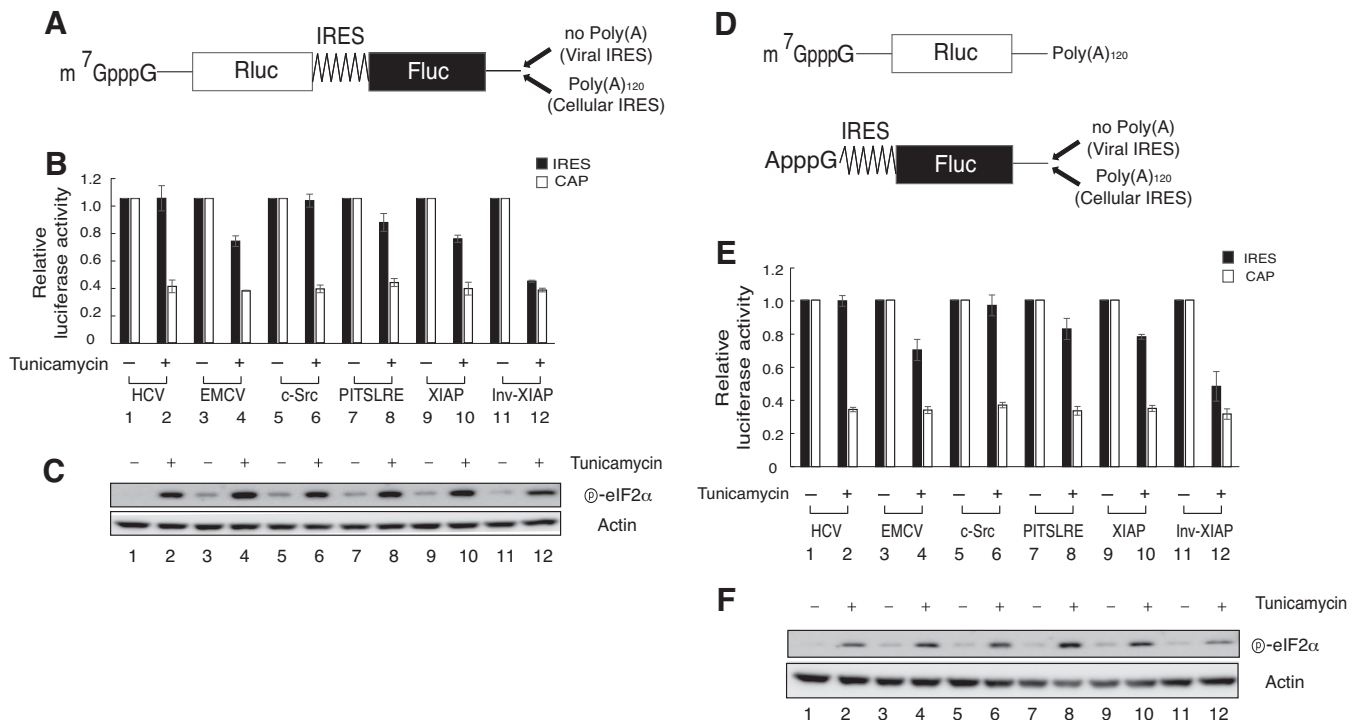 A
m 7GpppG
Rluc
IRES
Fluc
no Poly(A)
(Viral IRES)
Poly(A)120
(Cellular IRES)
B
IRES
CAP
Relative
luciferase activity
1.2
1.0
0.8
0.6
0.4
0.2
0
Tunicamycin – + – + – + – + – + – +
HCV EMCV c-Src PITSLRE XIAP Inv-XIAP
1 2 3 4 5 6 7 8 9 10 11 12
C
– + – + – + – + – + – + Tunicamycin
ⓟ-eIF2α
Actin
1 2 3 4 5 6 7 8 9 10 11 12
D
m 7GpppG
Rluc
Poly(A)120
IRES
ApppG
Fluc
no Poly(A)
(Viral IRES)
Poly(A)120
(Cellular IRES)
E
IRES
CAP
Relative
luciferase activity
1.2
1.0
0.8
0.6
0.4
0.2
0
Tunicamycin – + – + – + – + – + – +
HCV EMCV c-Src PITSLRE XIAP Inv-XIAP
1 2 3 4 5 6 7 8 9 10 11 12
F
– + – + – + – + – + – + Tunicamycin
ⓟ-eIF2α
Actin
1 2 3 4 5 6 7 8 9 10 11 12